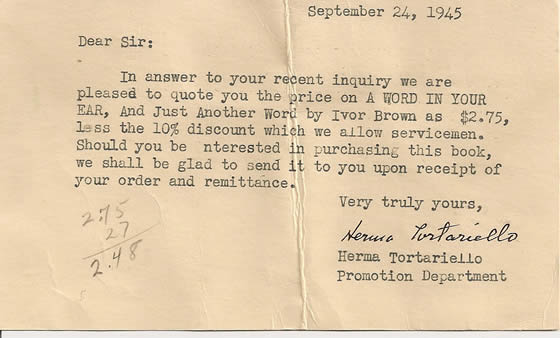 September 24, 1945
Dear Sir:
In answer to your recent inquiry we are
pleased to quote you the price on A WORD IN YOUR
EAR, And Just Another Word by Ivor Brown as $2.75,
less the 10% discount which we allow servicemen.
Should you be nterested in purchasing this book,
we shall be glad to send it to you upon receipt of
your order and remittance.
Very truly yours,
2.75
27
2.48
Herma Tortariello
Herma Tortariello
Promotion Department